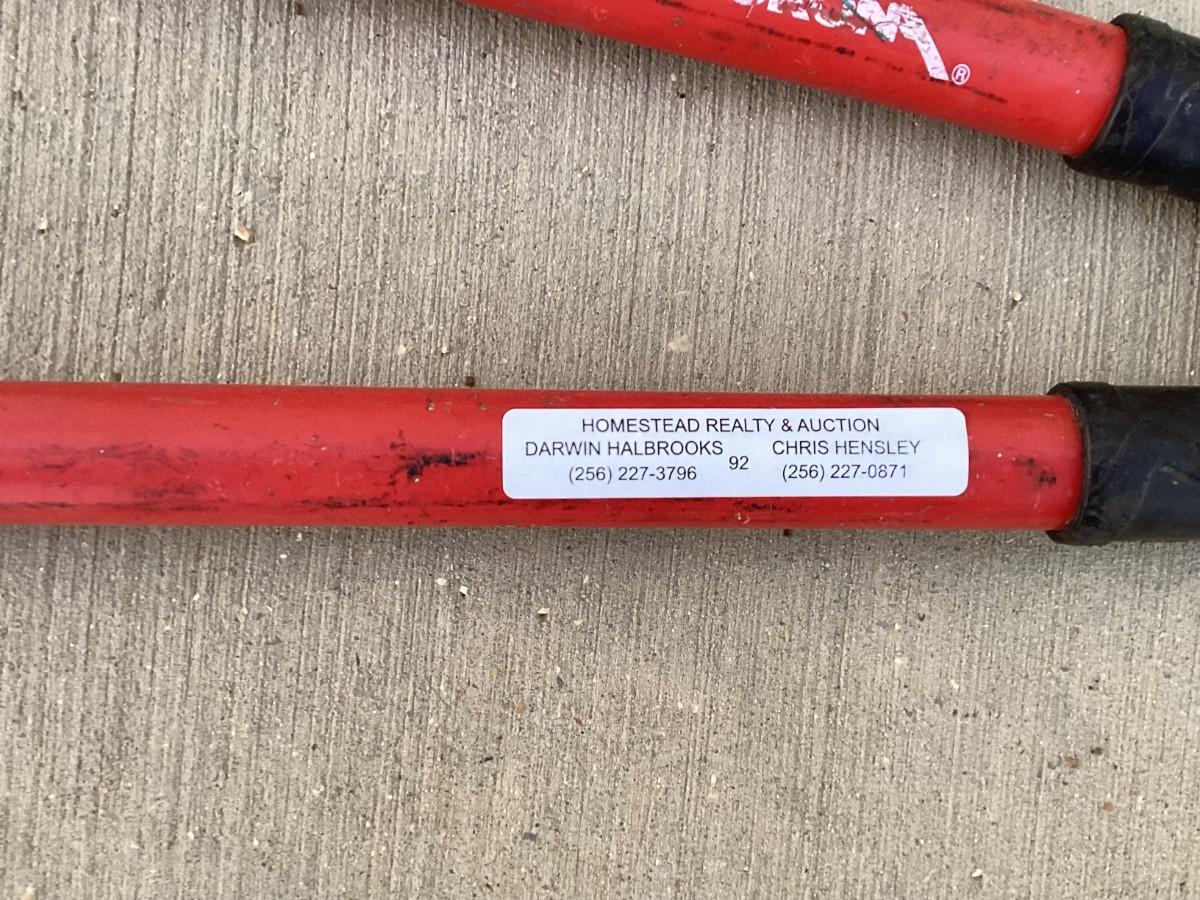 ®
HOMESTEAD REALTY & AUCTION
DARWIN HALBROOKS 92 CHRIS HENSLEY
(256) 227-3796 (256) 227-0871